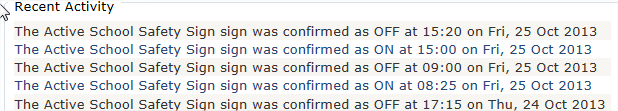 Recent Activity
The Active School Safety Sign sign was confirmed as OFF at 15:20 on Fri, 25 Oct 2013
The Active School Safety Sign sign was confirmed as ON at 15:00 on Fri, 25 Oct 2013
The Active School Safety Sign sign was confirmed as OFF at 09:00 on Fri, 25 Oct 2013
The Active School Safety Sign sign was confirmed as ON at 08:25 on Fri, 25 Oct 2013
The Active School Safety Sign sign was confirmed as OFF at 17:15 on Thu, 24 Oct 2013